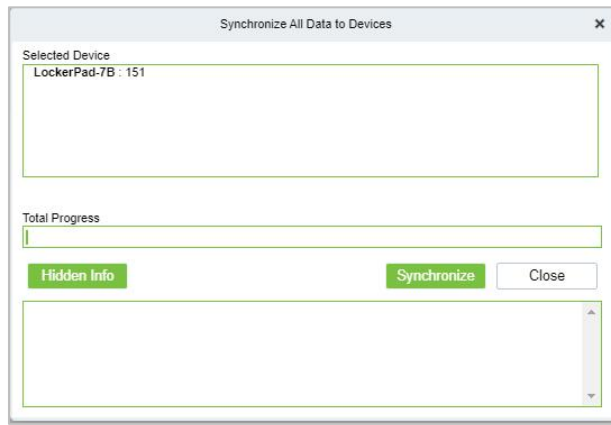 Synchronize All Data to Devices
Selected Device
LockerPad-7B : 151
Total Progress
Hidden Info
Synchronize
Close